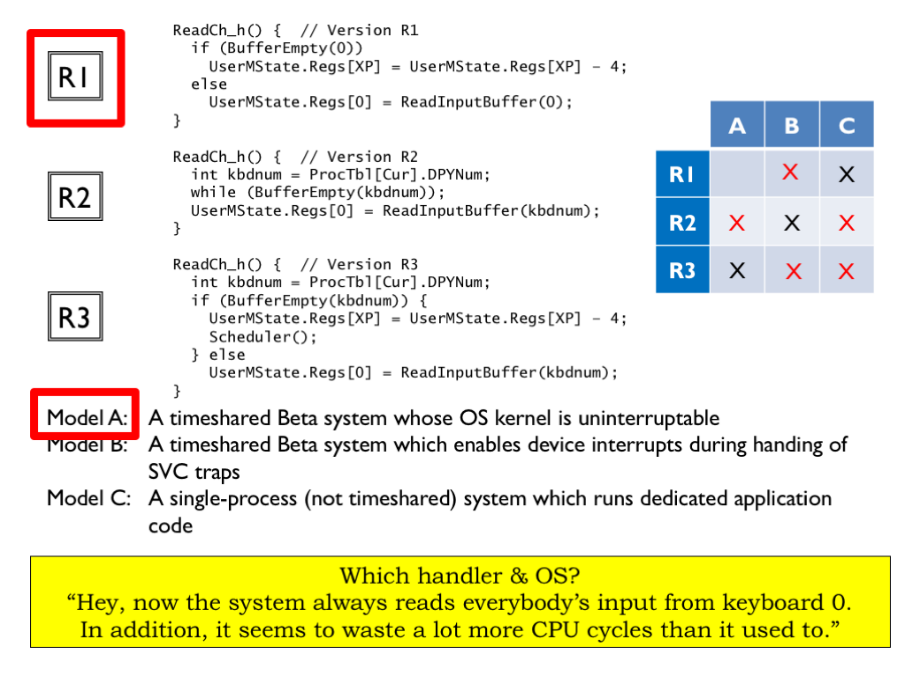 R1
ReadCh_h() {  // Version R1
  if (BufferEmpty(0))
    UserMState.Regs[XP] = UserMState.Regs[XP] - 4;
  else
    UserMState.Regs[0] = ReadInputBuffer(0);
}
R2
ReadCh_h() {  // Version R2
  int kbdnum = ProcTbl[Cur].DPYNum;
  while (BufferEmpty(kbdnum));
  UserMState.Regs[0] = ReadInputBuffer(kbdnum);
}
R3
ReadCh_h() {  // Version R3
  int kbdnum = ProcTbl[Cur].DPYNum;
  if (BufferEmpty(kbdnum)) {
    UserMState.Regs[XP] = UserMState.Regs[XP] - 4;
    Scheduler();
  } else
    UserMState.Regs[0] = ReadInputBuffer(kbdnum);
}
A B C
R1 X X
R2 X X X
R3 X X X
Model A: A timeshared Beta system whose OS kernel is uninterruptable
Model B: A timeshared Beta system which enables device interrupts during handing of
SVC traps
Model C: A single-process (not timeshared) system which runs dedicated application
code
Which handler & OS?
“Hey, now the system always reads everybody’s input from keyboard 0.
In addition, it seems to waste a lot more CPU cycles than it used to.”